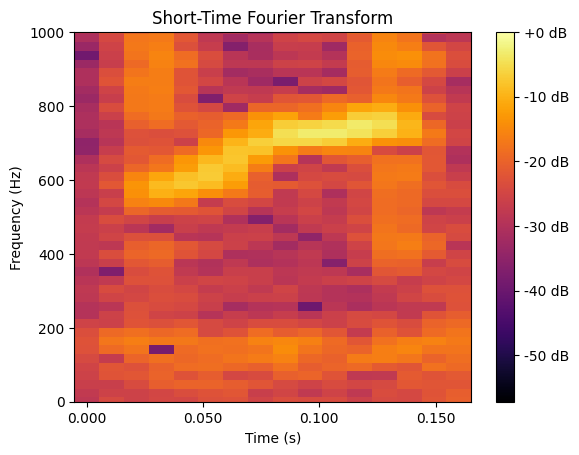 Short-Time Fourier Transform
1000
800
600
400
200
0
Frequency (Hz)
0.000
0.050
0.100
0.150
Time (s)
+0 dB
-10 dB
-20 dB
-30 dB
-40 dB
-50 dB